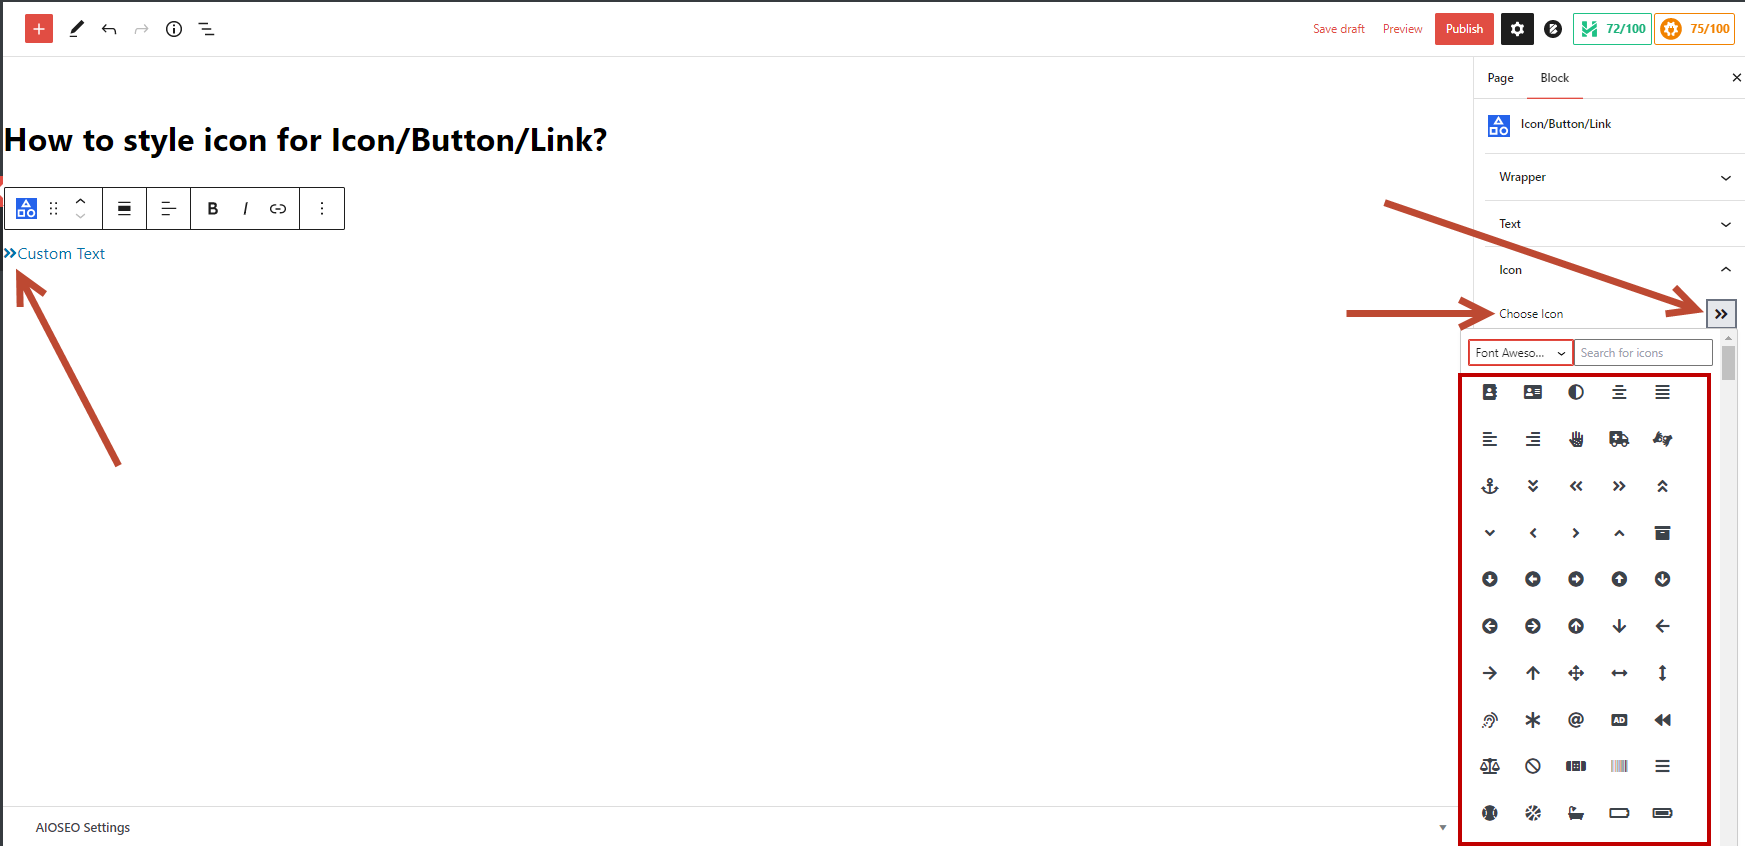 Save draft
Preview
Publish
72/100
75/100
Page
Block
Icon/Button/Link
How to style icon for Icon/Button/Link?
Wrapper
B I
Text
Custom Text
Icon
Choose Icon
Font Aweso...
Search for icons
@
AD
AIOSEO Settings